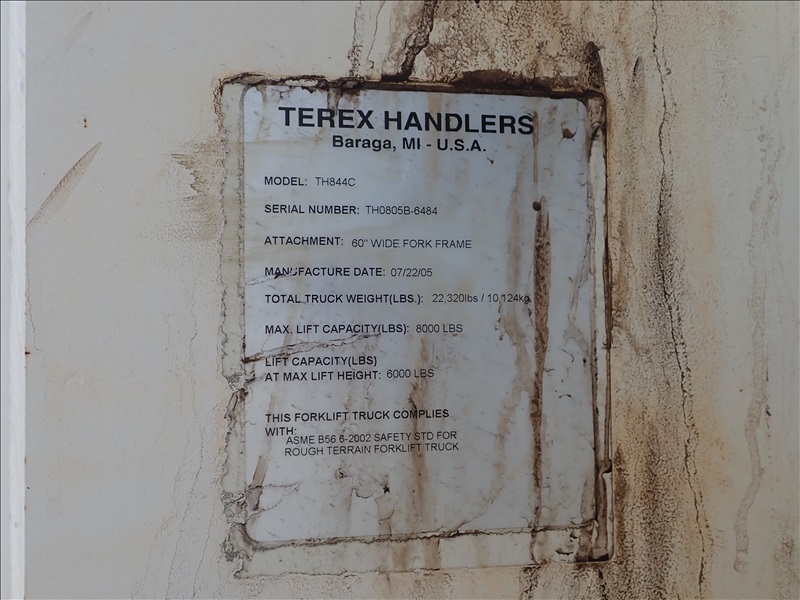 TEREX HANDLERS
Baraga, MI - U.S.A.
MODEL: TH844C
SERIAL NUMBER: TH0805B-6484
ATTACHMENT: 60" WIDE FORK FRAME
MANUFACTURE DATE: 07/22/05
TOTAL TRUCK WEIGHT(LBS.): 22,320lbs / 10,124kg
MAX. LIFT CAPACITY(LBS): 8000 LBS
LIFT CAPACITY(LBS)
AT MAX LIFT HEIGHT: 6000 LBS
THIS FORKLIFT TRUCK COMPLIES
WITH:
ASME B56.6-2002 SAFETY STD FOR
ROUGH TERRAIN FORKLIFT TRUCK